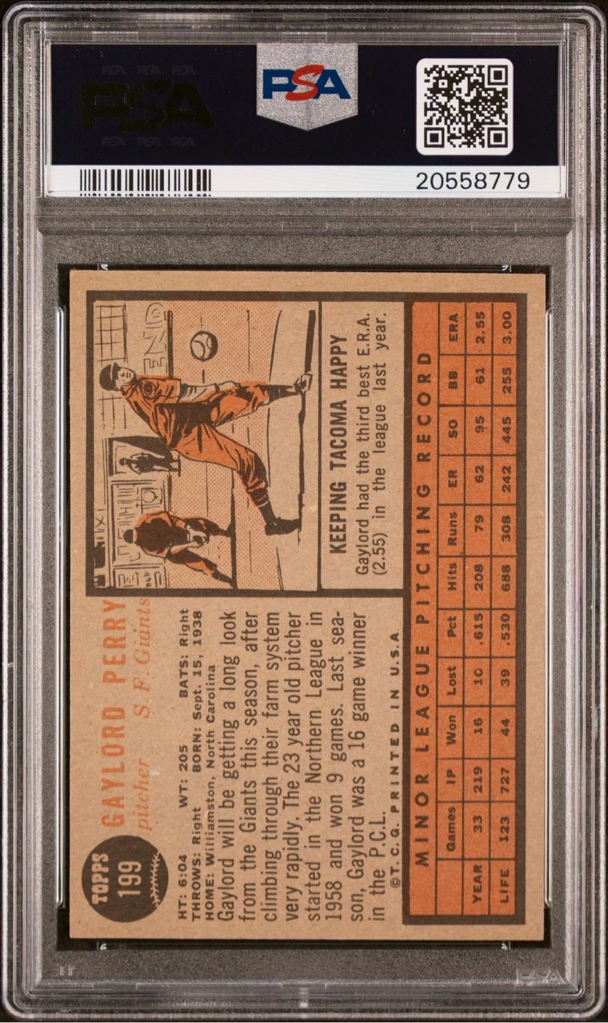 PSA
PSA
20558779
TOPPS
199
GAYLORD PERRY
pitcher S. F. Giants
HT: 6:04 WT: 205 BATS: Right
THROWS: Right BORN: Sept. 15, 1938
HOME: Williamston, North Carolina
Gaylord will be getting a long look
from the Giants this season, after
climbing through their farm system
very rapidly. The 23 year old pitcher
started in the Northern League in
1958 and won 9 games. Last sea-
son, Gaylord was a 16 game winner
in the P.C.L.
©T. C. G. PRINTED IN U.S.A.
KEEPING TACOMA HAPPY
Gaylord had the third best E.R.A.
(2.55) in the league last year.
MINOR LEAGUE PITCHING RECORD
Games IP Won Lost Pct Hits Runs ER SO BB ERA
YEAR 33 219 16 10 .615 208 79 62 95 61 2.55
LIFE 123 727 44 39 .530 688 308 242 445 255 3.00